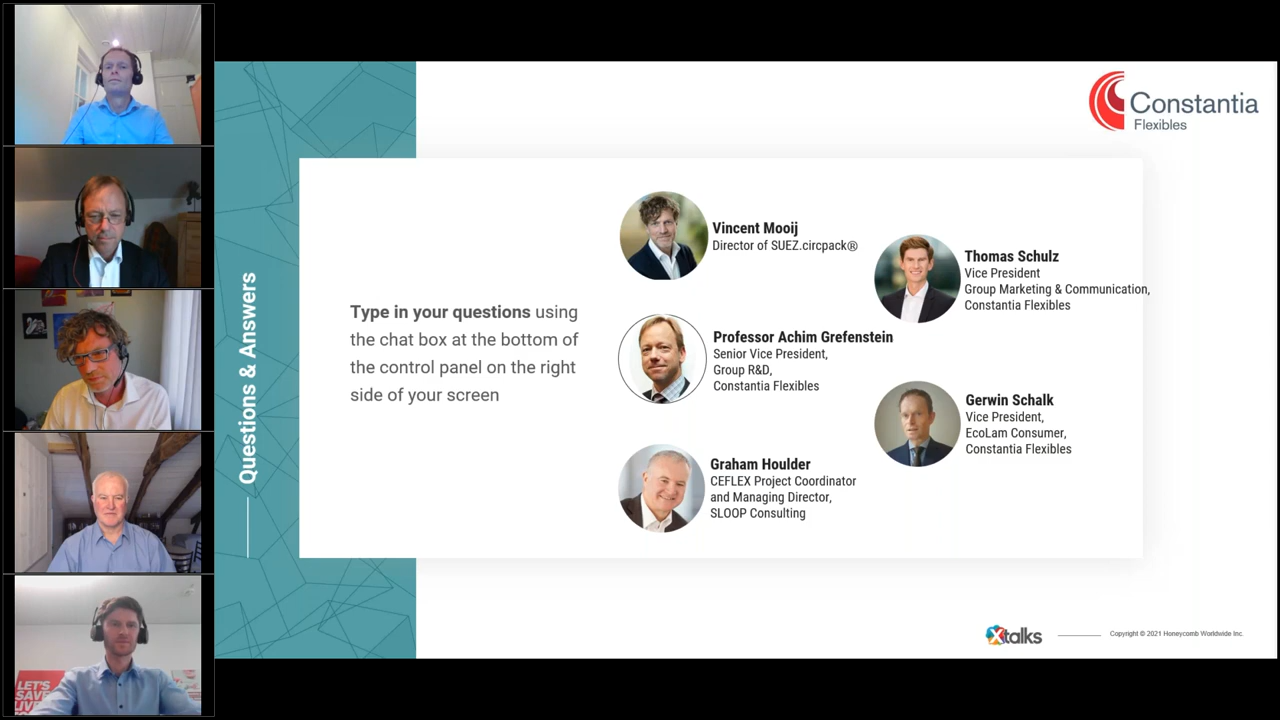 Constantia
Flexibles
Questions & Answers
Type in your questions using
the chat box at the bottom of
the control panel on the right
side of your screen
Vincent Mooij
Director of SUEZ.circpack®
Thomas Schulz
Vice President
Group Marketing & Communication,
Constantia Flexibles
Professor Achim Grefenstein
Senior Vice President,
Group R&D,
Constantia Flexibles
Gerwin Schalk
Vice President,
EcoLam Consumer,
Constantia Flexibles
Graham Houlder
CEFLEX Project Coordinator
and Managing Director,
SLOOP Consulting
LET'S
SAVE
Xtalks
Copyright © 2021 Honeycomb Worldwide Inc.